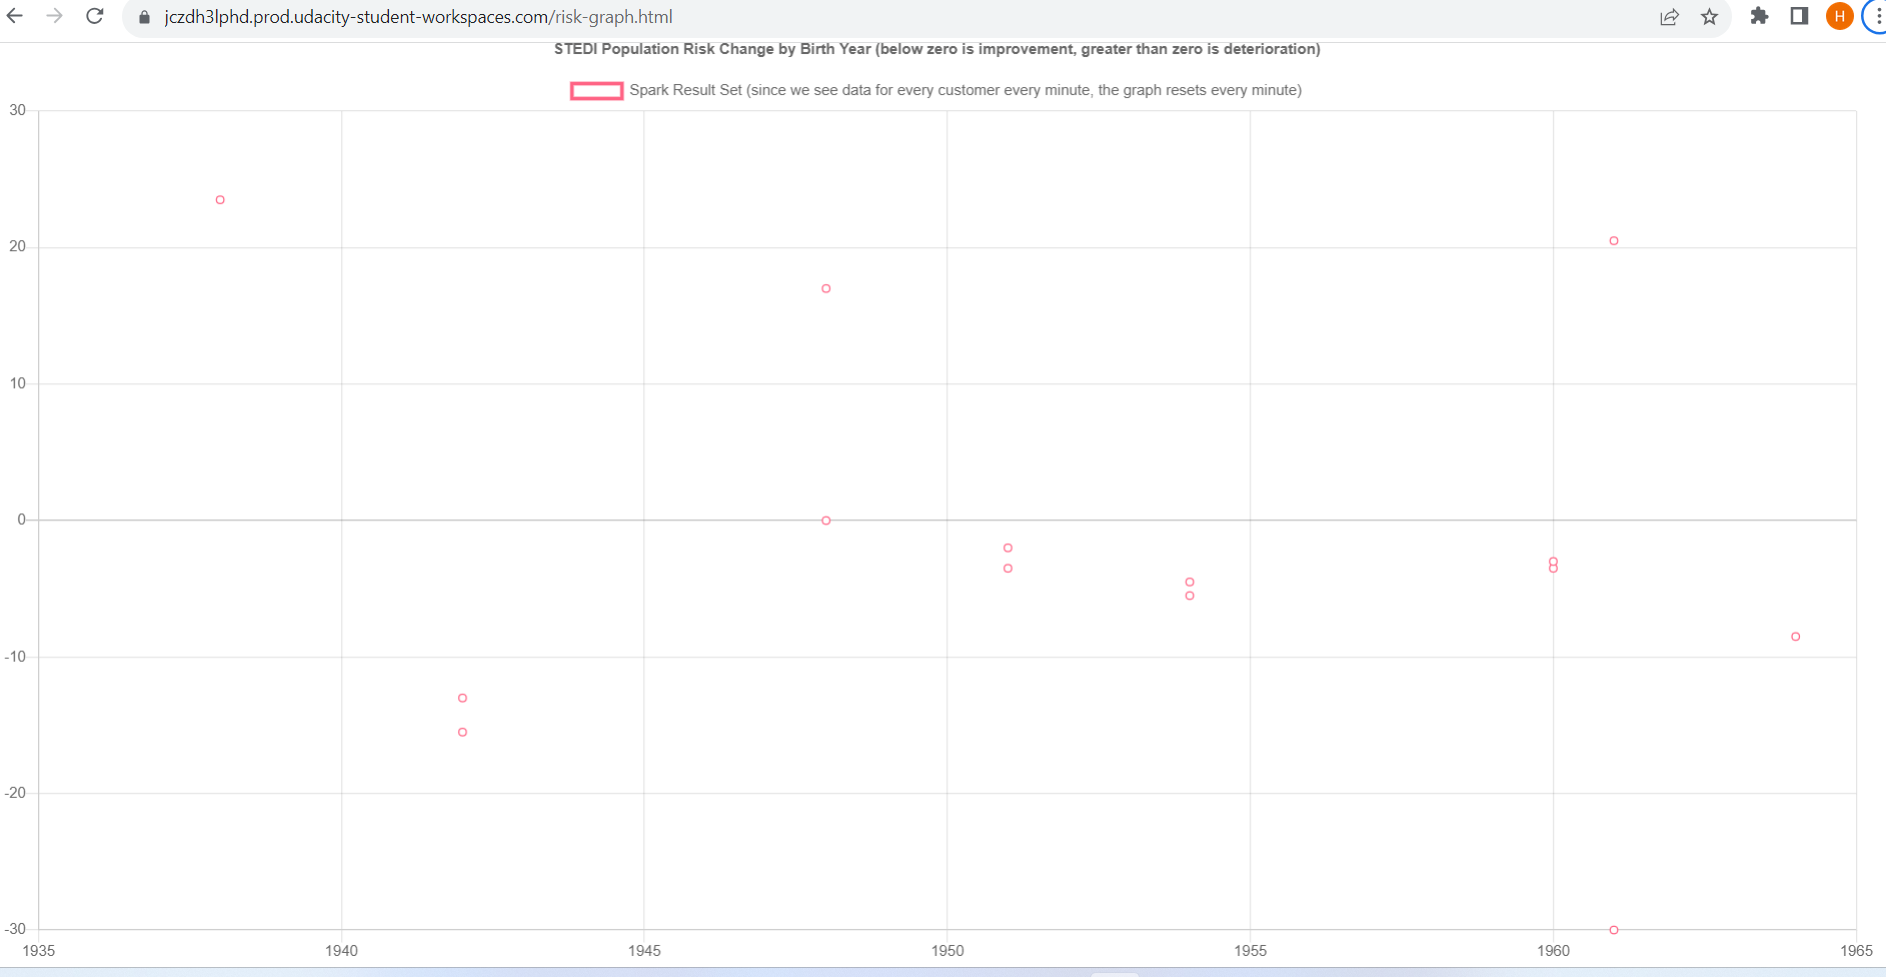 jczdh3lphd.prod.udacity-student-workspaces.com/risk-graph.html
H
STEDI Population Risk Change by Birth Year (below zero is improvement, greater than zero is deterioration)
Spark Result Set (since we see data for every customer every minute, the graph resets every minute)
30
20
10
0
-10
-20
-30
1935 1940 1945 1950 1955 1960 1965